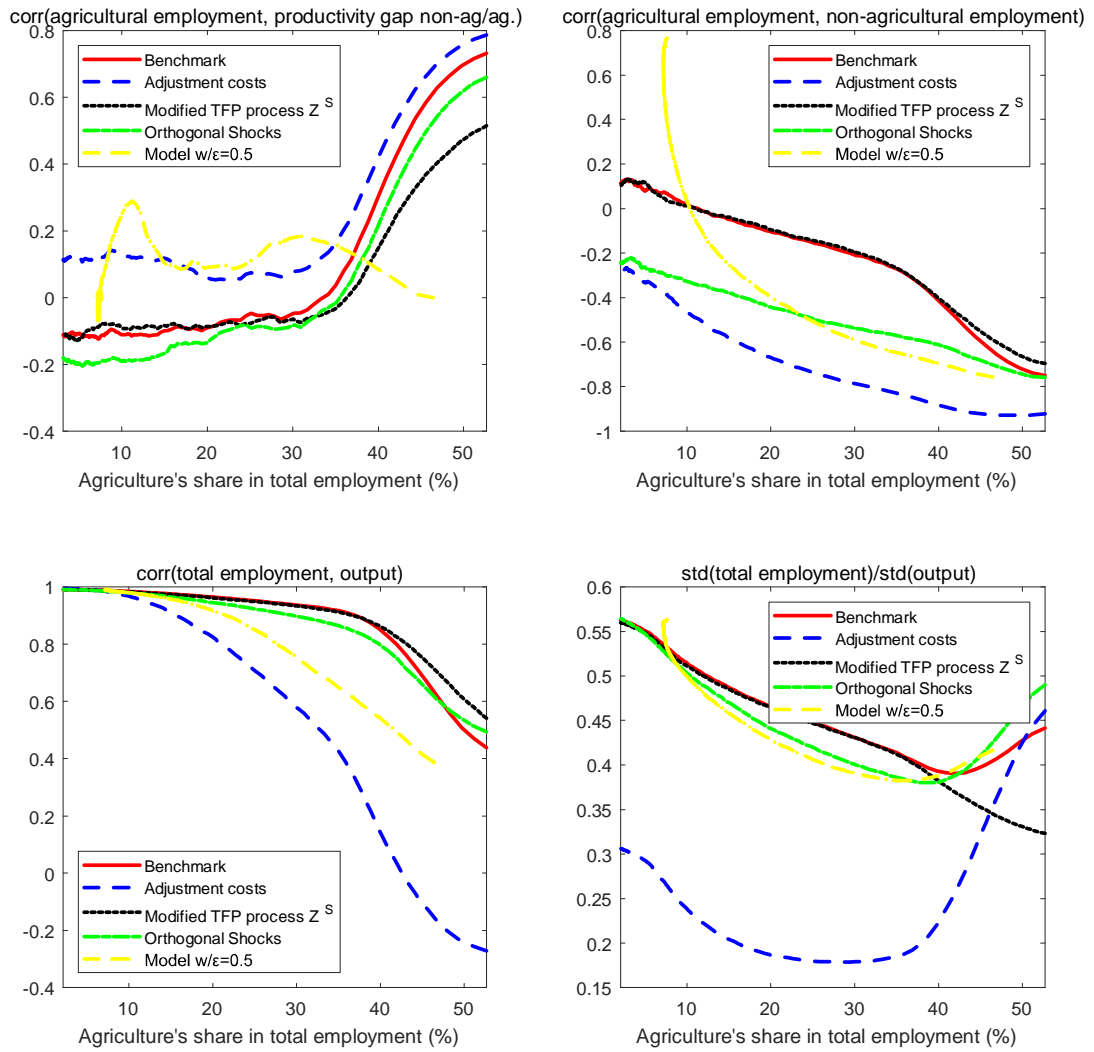 corr(agricultural employment, productivity gap non-ag/ag.)
0.8
0.6
0.4
0.2
0
-0.2
-0.4
Benchmark
Adjustment costs
Modified TFP process Z S
Orthogonal Shocks
Model w/ε=0.5
10
20
30
40
50
Agriculture's share in total employment (%)
corr(agricultural employment, non-agricultural employment)
0.8
0.6
0.4
0.2
0
-0.2
-0.4
-0.6
-0.8
-1
Benchmark
Adjustment costs
Modified TFP process Z S
Orthogonal Shocks
Model w/ε=0.5
10
20
30
40
50
Agriculture's share in total employment (%)
corr(total employment, output)
1
0.8
0.6
0.4
0.2
0
-0.2
-0.4
Benchmark
Adjustment costs
Modified TFP process Z S
Orthogonal Shocks
Model w/ε=0.5
10
20
30
40
50
Agriculture's share in total employment (%)
std(total employment)/std(output)
0.6
0.55
0.5
0.45
0.4
0.35
0.3
0.25
0.2
0.15
Benchmark
Adjustment costs
Modified TFP process Z S
Orthogonal Shocks
Model w/ε=0.5
10
20
30
40
50
Agriculture's share in total employment (%)